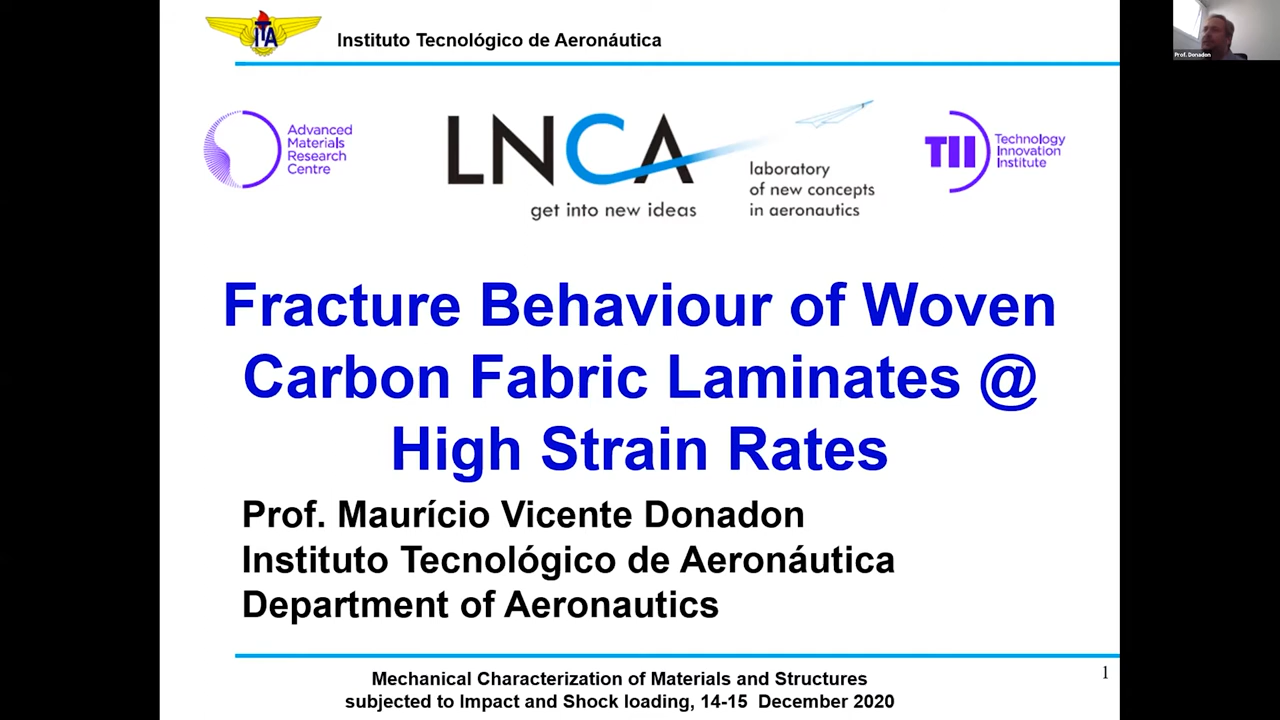 ITA
Instituto Tecnológico de Aeronáutica
Prof. Donadon
Advanced
Materials
Research
Centre
LNCA
get into new ideas
laboratory
of new concepts
in aeronautics
TII
Technology
Innovation
Institute
Fracture Behaviour of Woven
Carbon Fabric Laminates @
High Strain Rates
Prof. Maurício Vicente Donadon
Instituto Tecnológico de Aeronáutica
Department of Aeronautics
Mechanical Characterization of Materials and Structures
subjected to Impact and Shock loading, 14-15 December 2020
1